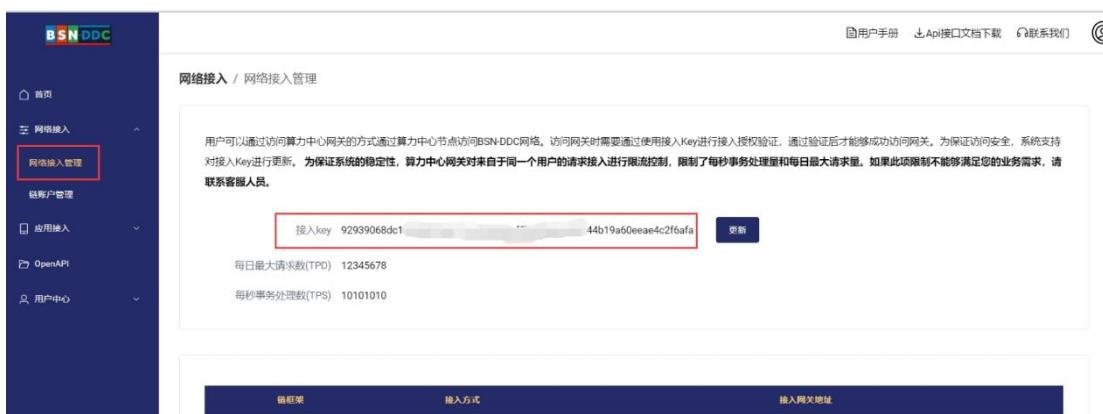 BSN DDC
用户手册 Api接口文档下载 联系我们
网络接入 / 网络接入管理
首页
网络接入
网络接入管理
链账户管理
应用接入
OpenAPI
用户中心
用户可以通过访问算力中心网关的方式通过算力中心节点访问BSN-DDC网络。访问网关时需要通过使用接入Key进行接入授权验证，通过验证后才能够成功访问网关。为保证访问安全，系统支持
对接入Key进行更新。为保证系统的稳定性，算力中心网关对来自于同一个用户的请求接入进行限流控制，限制了每秒事务处理量和每日最大请求量。如果此项限制不能够满足您的业务需求，请
联系客服人员。
接入key 92939068dc1 44b19a60eeae4c2f6afa 更新
每日最大请求数(TPD) 12345678
每秒事务处理数(TPS) 10101010
链框架 接入方式 接入网关地址